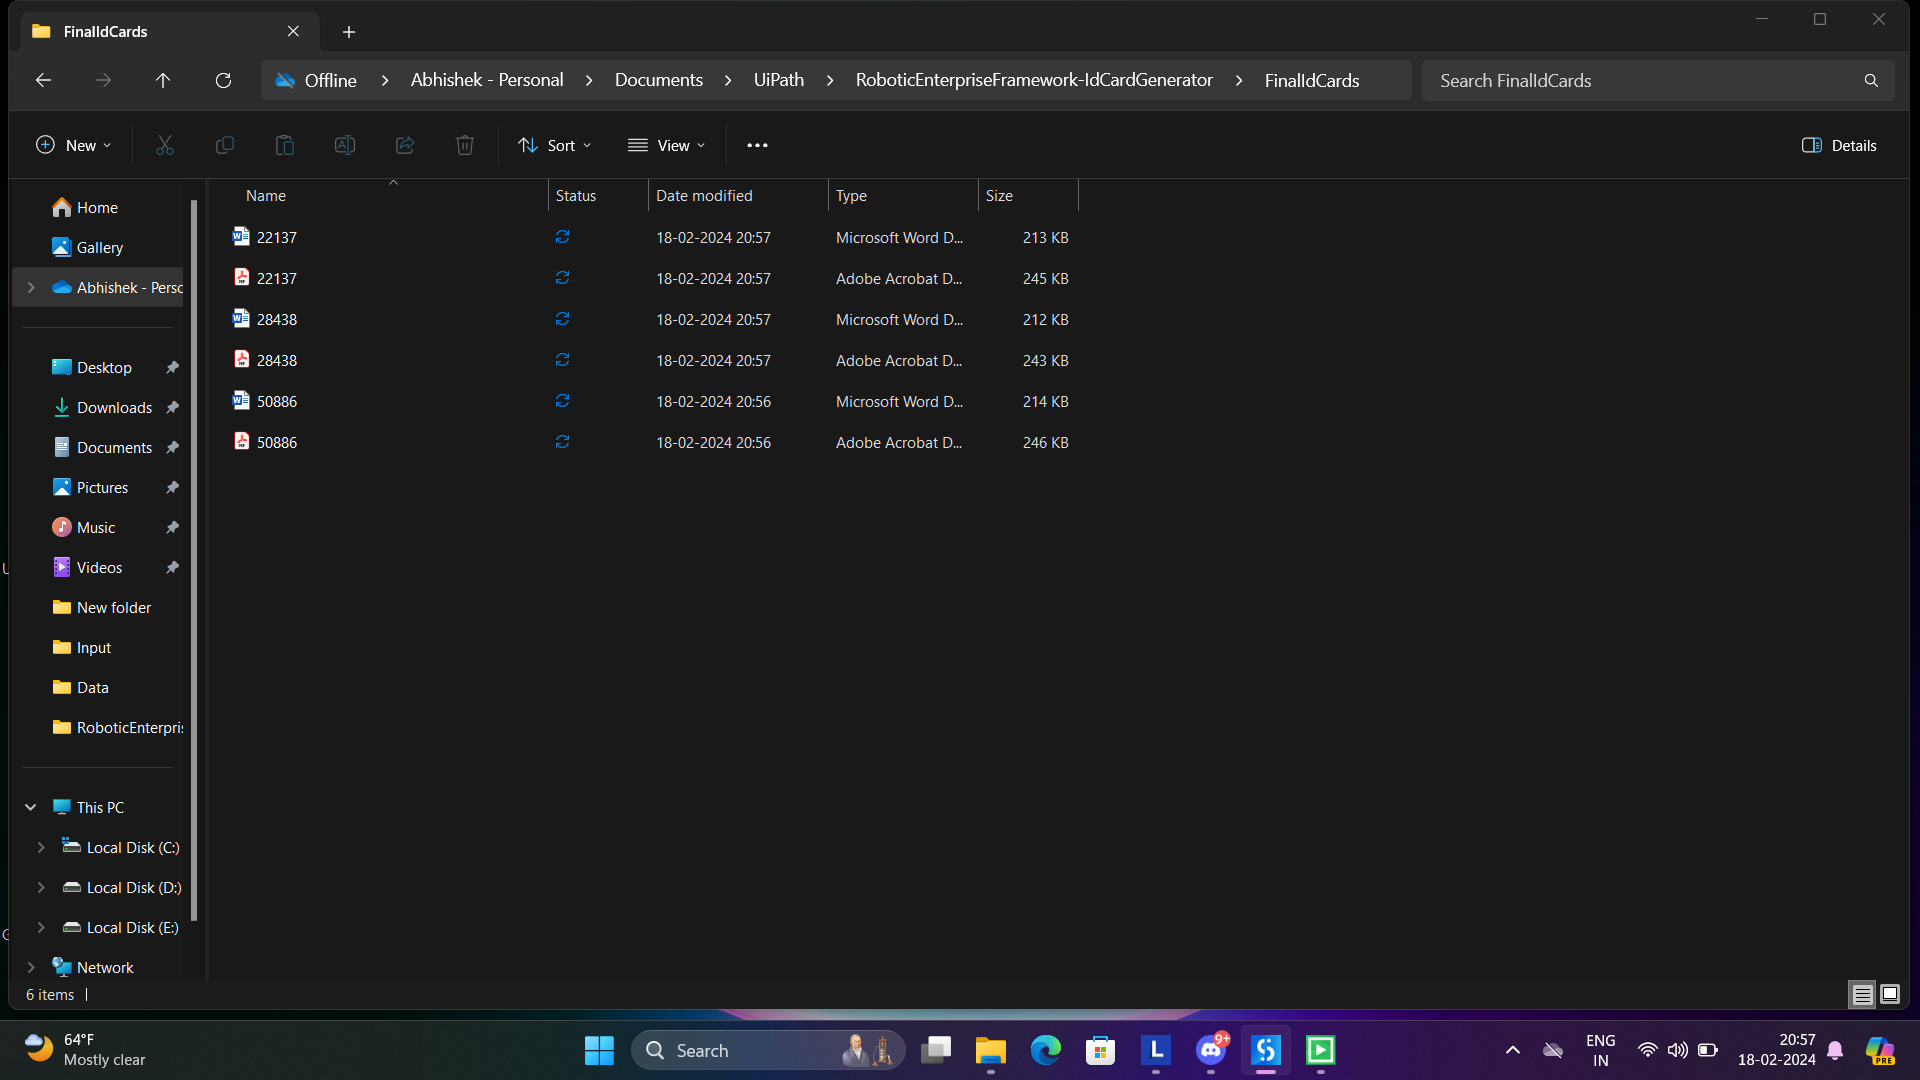 FinalIdCards
Offline > Abhishek - Personal > Documents > UiPath > RoboticEnterpriseFramework-IdCardGenerator > FinalIdCards
Search FinalIdCards
New
Sort
View
Details
Home
Gallery
Abhishek - Perso
Desktop
Downloads
Documents
Pictures
Music
Videos
New folder
Input
Data
RoboticEnterpris
This PC
Local Disk (C:)
Local Disk (D:)
Local Disk (E:)
Network
Name Status Date modified Type Size
22137 18-02-2024 20:57 Microsoft Word D... 213 KB
22137 18-02-2024 20:57 Adobe Acrobat D... 245 KB
28438 18-02-2024 20:57 Microsoft Word D... 212 KB
28438 18-02-2024 20:57 Adobe Acrobat D... 243 KB
50886 18-02-2024 20:56 Microsoft Word D... 214 KB
50886 18-02-2024 20:56 Adobe Acrobat D... 246 KB
6 items
64°F
Mostly clear
Search
L
9+
ENG
IN
20:57
18-02-2024
PRE